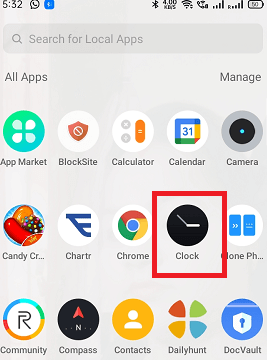 5:32 4.00 KB/S 50
Search for Local Apps
All Apps Manage
App Market BlockSite Calculator Calendar Camera
31
Candy Cr... Chartr Chrome Clock Clone Ph...
N
Community Compass Contacts Dailyhunt DocVault